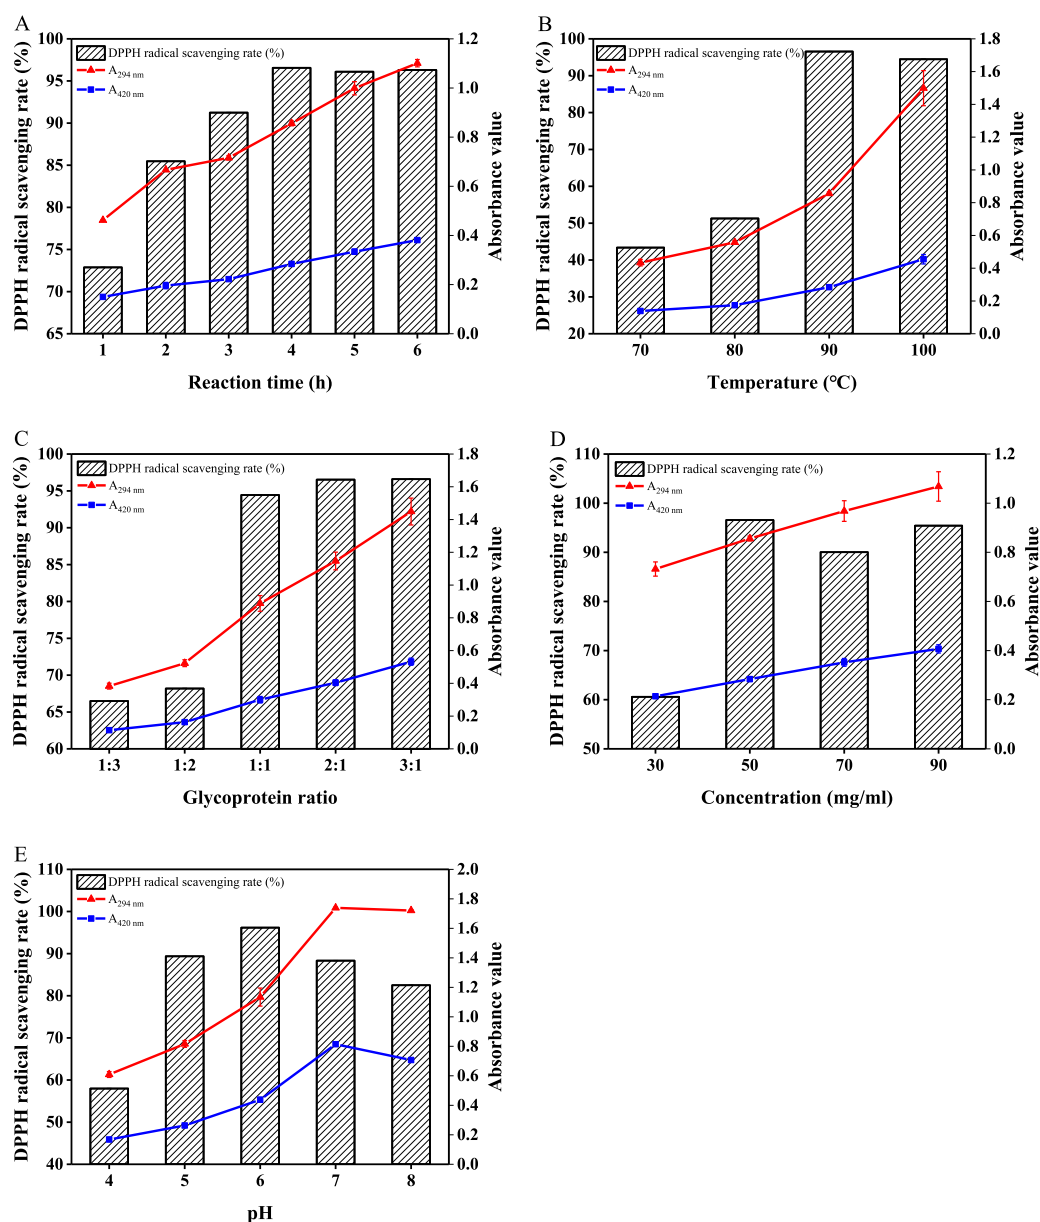 A
DPPH radical scavenging rate (%)
100
95
90
85
80
75
70
65
DPPH radical scavenging rate (%)
A294 nm
A420 nm
1.2
1.0
0.8
0.6
0.4
0.2
0.0
Absorbance value
1 2 3 4 5 6
Reaction time (h)
B
DPPH radical scavenging rate (%)
100
90
80
70
60
50
40
30
20
DPPH radical scavenging rate (%)
A294 nm
A420 nm
1.8
1.6
1.4
1.2
1.0
0.8
0.6
0.4
0.2
0.0
Absorbance value
70 80 90 100
Temperature (℃)
C
DPPH radical scavenging rate (%)
100
95
90
85
80
75
70
65
60
DPPH radical scavenging rate (%)
A294 nm
A420 nm
1.8
1.6
1.4
1.2
1.0
0.8
0.6
0.4
0.2
0.0
Absorbance value
1:3 1:2 1:1 2:1 3:1
Glycoprotein ratio
D
DPPH radical scavenging rate (%)
110
100
90
80
70
60
50
DPPH radical scavenging rate (%)
A294 nm
A420 nm
1.2
1.0
0.8
0.6
0.4
0.2
0.0
Absorbance value
30 50 70 90
Concentration (mg/ml)
E
DPPH radical scavenging rate (%)
110
100
90
80
70
60
50
40
DPPH radical scavenging rate (%)
A294 nm
A420 nm
2.0
1.8
1.6
1.4
1.2
1.0
0.8
0.6
0.4
0.2
0.0
Absorbance value
4 5 6 7 8
pH